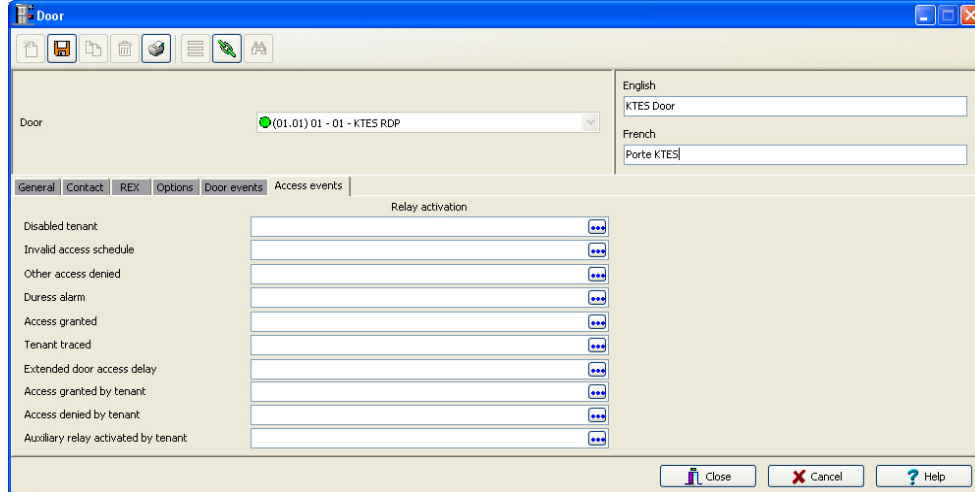 Door
English
KTES Door
Door
(01.01) 01 - 01 - KTES RDP
French
Porte KTES
General Contact REX Options Door events Access events
Relay activation
Disabled tenant
Invalid access schedule
Other access denied
Duress alarm
Access granted
Tenant traced
Extended door access delay
Access granted by tenant
Access denied by tenant
Auxiliary relay activated by tenant
Close Cancel Help